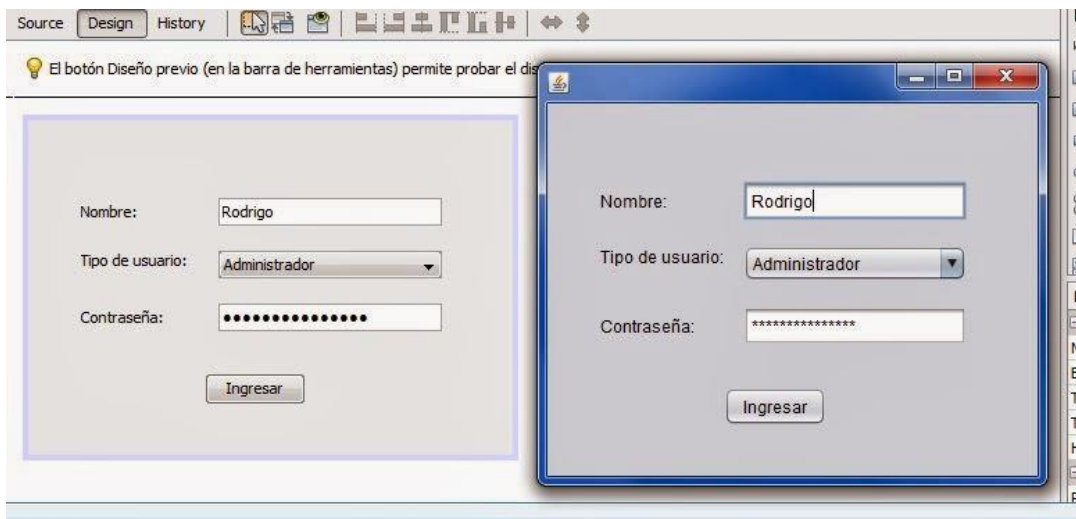 Source Design History
El botón Diseño previo (en la barra de herramientas) permite probar el
Nombre: Rodrigo
Tipo de usuario: Administrador
Contraseña: •••••••••••••••
Ingresar
Nombre: Rodrigo
Tipo de usuario: Administrador
Contraseña: ***************
Ingresar